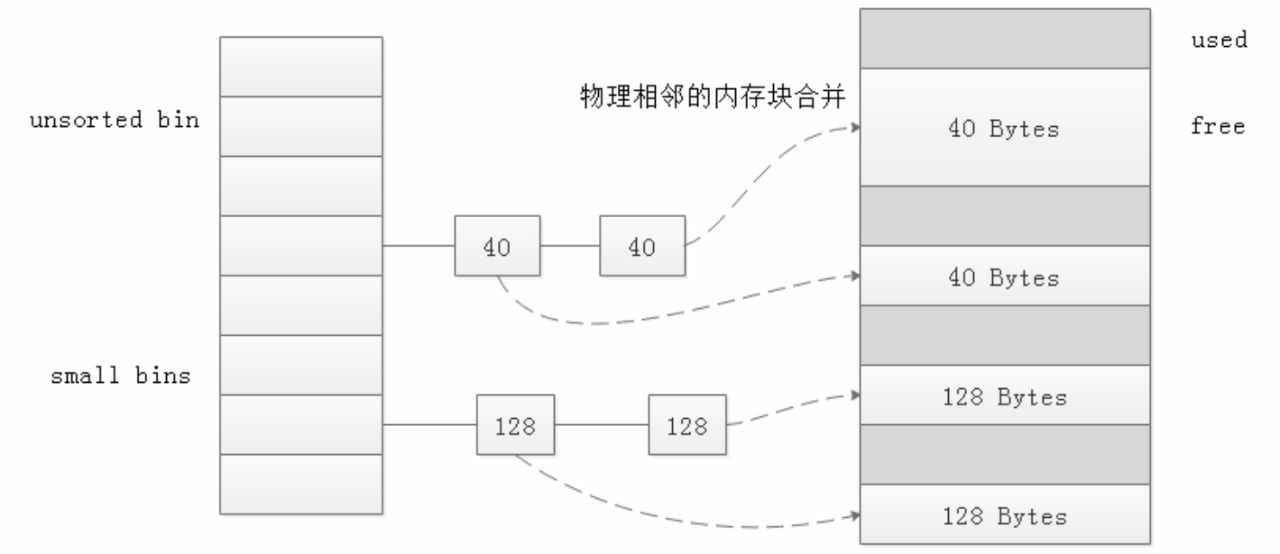 unsorted bin
small bins
40
40
128
128
物理相邻的内存块合并
40 Bytes
40 Bytes
128 Bytes
128 Bytes
used
free